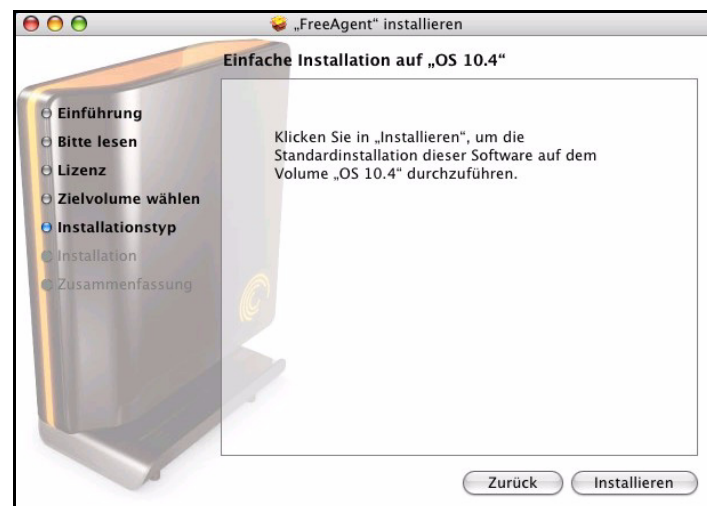 „FreeAgent“ installieren
Einfache Installation auf „OS 10.4“
Einführung
Bitte lesen
Lizenz
Zielvolume wählen
Installationstyp
Installation
Zusammenfassung
Klicken Sie in „Installieren“, um die
Standardinstallation dieser Software auf dem
Volume „OS 10.4“ durchzuführen.
Zurück
Installieren